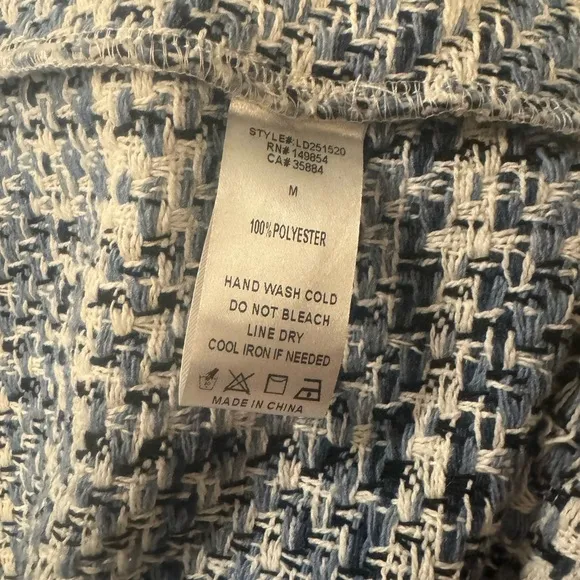 STYLE#:LD251520
RN# 149854
CA# 35884
M
100% POLYESTER
HAND WASH COLD
DO NOT BLEACH
LINE DRY
COOL IRON IF NEEDED
MADE IN CHINA